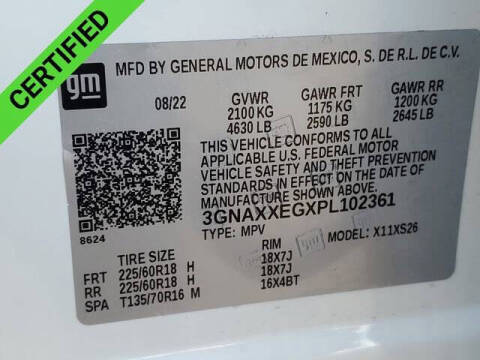 CERTIFIED
gm
MFD BY GENERAL MOTORS DE MEXICO, S. DE R.L. DE C.V.
08/22 GVWR GAWR FRT GAWR RR
2100 KG 1175 KG 1200 KG
4630 LB 2590 LB 2645 LB
THIS VEHICLE CONFORMS TO ALL
APPLICABLE U.S. FEDERAL MOTOR
VEHICLE SAFETY AND THEFT PREVENTION
STANDARDS IN EFFECT ON THE DATE OF
MANUFACTURE SHOWN ABOVE.
3GNAXXEGXPL102361
8624
TYPE: MPV MODEL: X11XS26
TIRE SIZE RIM
FRT 225/60R18 H 18X7J
RR 225/60R18 H 18X7J
SPA T135/70R16 M 16X4BT